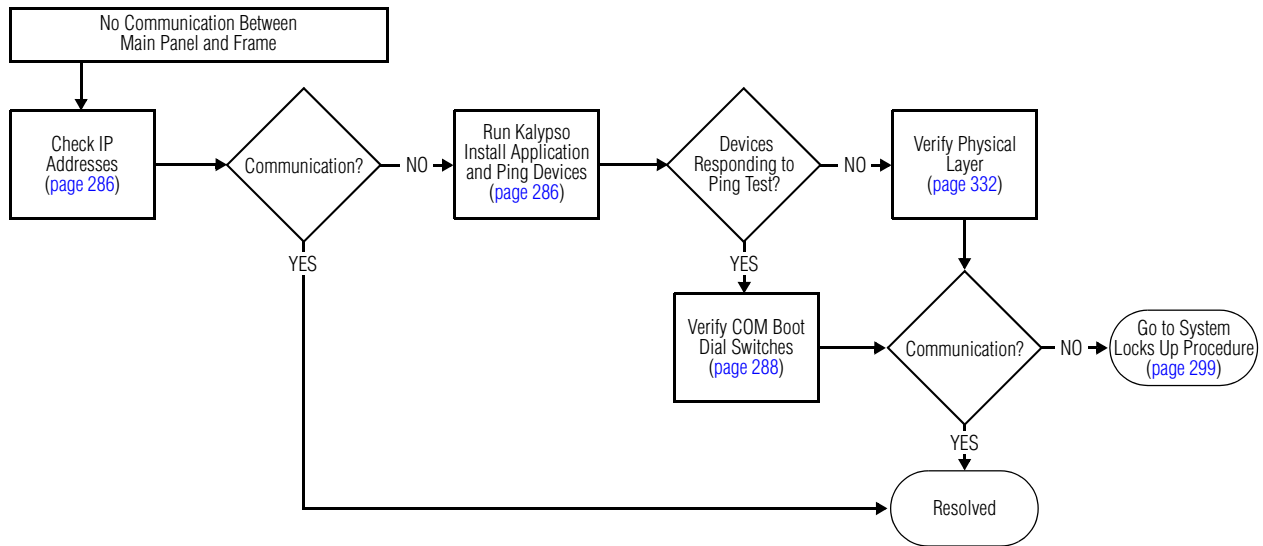 No Communication Between
Main Panel and Frame
Check IP
Addresses
(page 286)
Communication?
NO
YES
Run Kalypso
Install Application
and Ping Devices
(page 286)
Devices
Responding to
Ping Test?
NO
YES
Verify Physical
Layer
(page 332)
Verify COM Boot
Dial Switches
(page 288)
Communication?
NO
YES
Go to System
Locks Up Procedure
(page 299)
Resolved